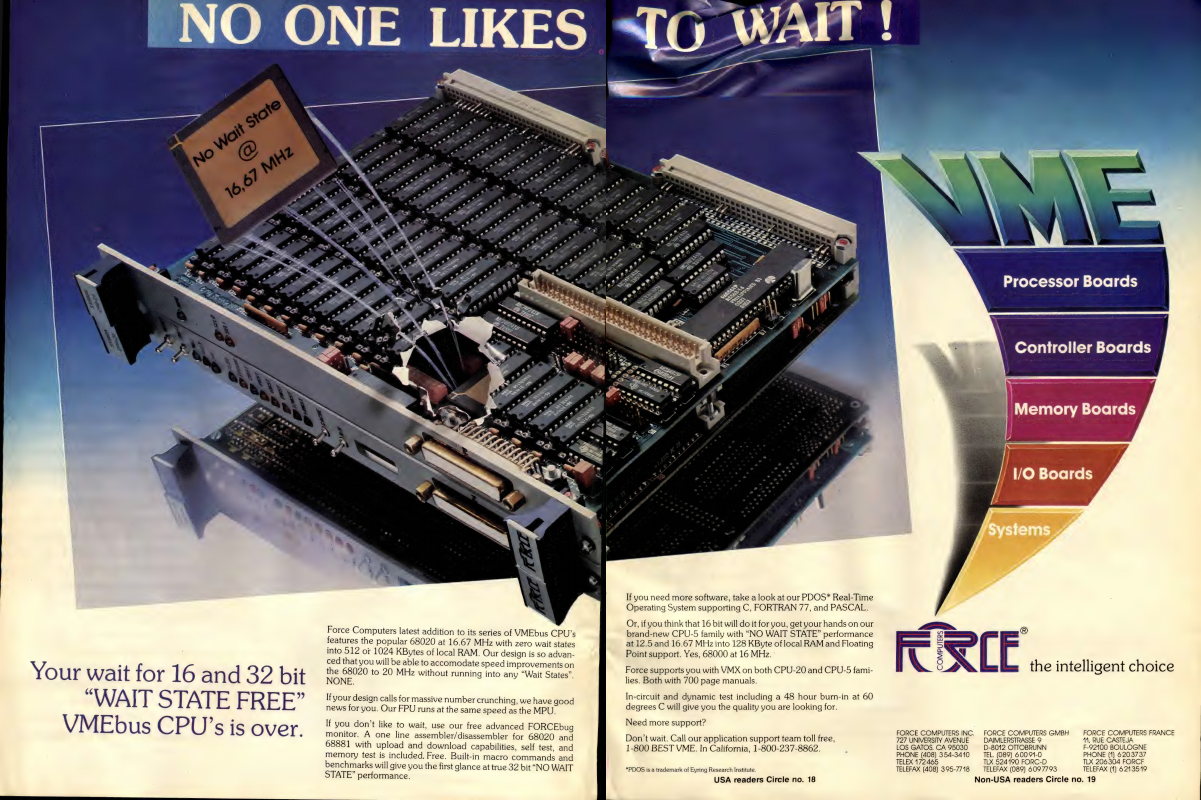 NO ONE LIKES TO WAIT !
No Wait State
@
16,67 MHz
VME
Processor Boards
Controller Boards
Memory Boards
I/O Boards
Systems
Your wait for 16 and 32 bit
“WAIT STATE FREE”
VMEbus CPU's is over.
Force Computers latest addition to its series of VMEbus CPU's
features the popular 68020 at 16.67 MHz with zero wait states
into 512 or 1024 KBytes of local RAM. Our design is so advan-
ced that you will be able to accomodate speed improvements on
the 68020 to 20 MHz without running into any “Wait States”.
NONE.
If your design calls for massive number crunching, we have good
news for you. Our FPU runs at the same speed as the MPU.
If you don't like to wait, use our free advanced FORCEbug
monitor. A one line assembler/disassembler for 68020 and
68881 with upload and download capabilities, self test, and
memory test is included. Free. Built-in macro commands and
benchmarks will give you the first glance at true 32 bit “NO WAIT
STATE” performance.
If you need more software, take a look at our PDOS* Real-Time
Operating System supporting C, FORTRAN 77, and PASCAL.
Or, if you think that 16 bit will do it for you, get your hands on our
brand-new CPU-5 family with “NO WAIT STATE” performance
at 12.5 and 16.67 MHz into 128 KByte of local RAM and Floating
Point support. Yes, 68000 at 16 MHz.
Force supports you with VMX on both CPU-20 and CPU-5 fami-
lies. Both with 700 page manuals.
In-circuit and dynamic test including a 48 hour burn-in at 60
degrees C will give you the quality you are looking for.
Need more support?
Don't wait. Call our application support team toll free,
1-800 BEST VME. In California, 1-800-237-8862.
*PDOS is a trademark of Eyring Research Institute.
USA readers Circle no. 18
FORCE COMPUTERS ®
the intelligent choice
FORCE COMPUTERS INC.
727 UNIVERSITY AVENUE
LOS GATOS, CA 95030
PHONE (408) 354-3410
TELEX 172465
TELEFAX (408) 395-7718
FORCE COMPUTERS GMBH
DAIMLERSTRASSE 9
D-8012 OTTOBRUNN
TEL. (089) 60091-0
TLX 524190 FORC-D
TELEFAX (089) 6097793
FORCE COMPUTERS FRANCE
11, RUE CASTEJA
F-92100 BOULOGNE
PHONE (1) 6203737
TLX 206304 FORCF
TELEFAX (1) 6213519
Non-USA readers Circle no. 19